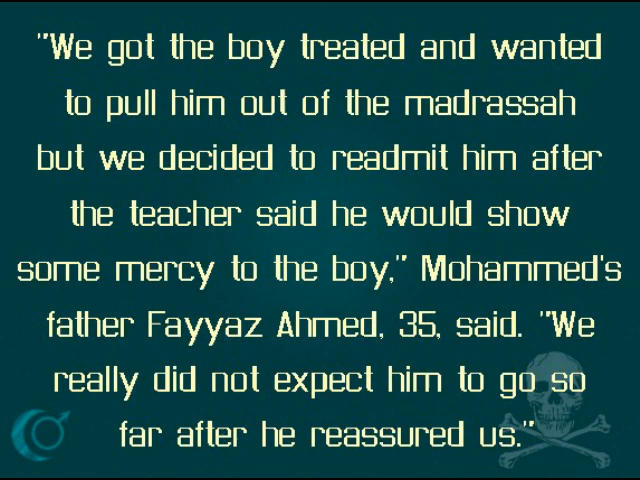 "We got the boy treated and wanted
to pull him out of the madrassah
but we decided to readmit him after
the teacher said he would show
some mercy to the boy," Mohammed's
father Fayyaz Ahmed, 35, said. "We
really did not expect him to go so
far after he reassured us."